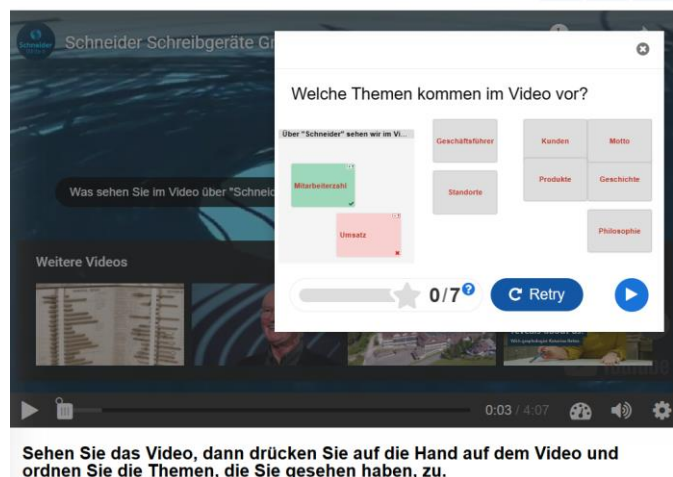 Schneider Schreibgeräte G
Welche Themen kommen im Video vor?
Über "Schneider" sehen wir im Vi...
Geschäftsführer
Kunden
Motto
Mitarbeiterzahl
Standorte
Produkte
Geschichte
Umsatz
Philosophie
Was sehen Sie im Video über "Schneid
Weitere Videos
0/7
Retry
0:03 / 4:07
Sehen Sie das Video, dann drücken Sie auf die Hand auf dem Video und
ordnen Sie die Themen, die Sie gesehen haben, zu.